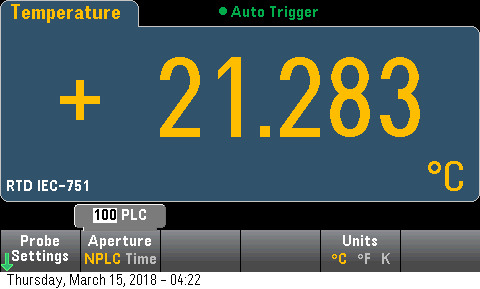 Temperature
Auto Trigger
+ 21.283
°C
RTD IEC-751
100 PLC
Probe Settings
Aperture
NPLC Time
Units
°C °F K
Thursday, March 15, 2018 - 04:22